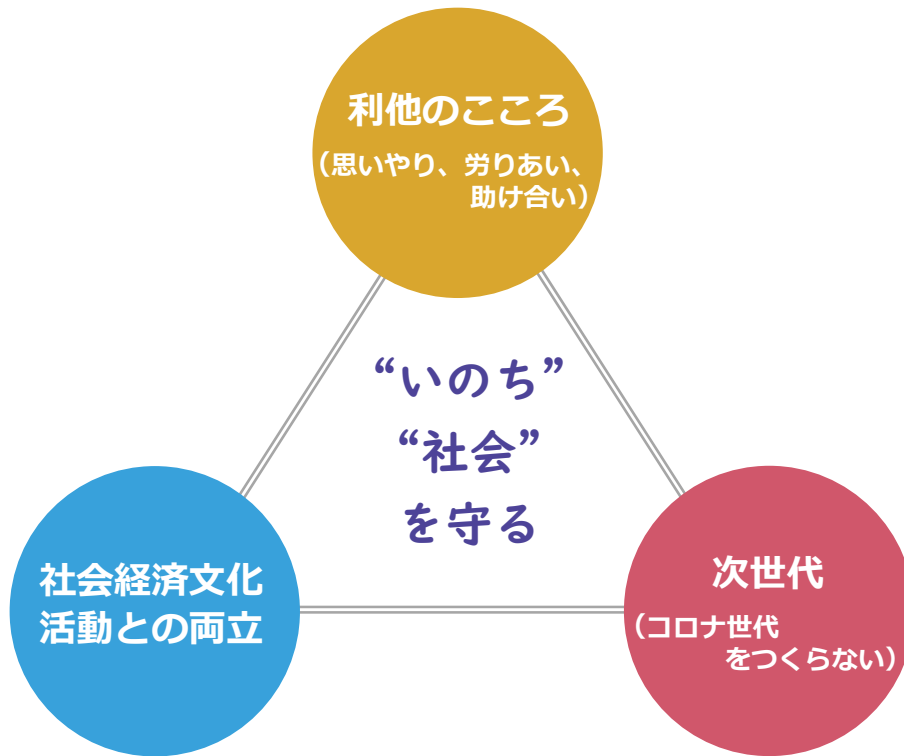 利他のこころ
（思いやり、労りあい、
助け合い）
“いのち”
“社会”
を守る
社会経済文化
活動との両立
次世代
（コロナ世代
をつくらない）